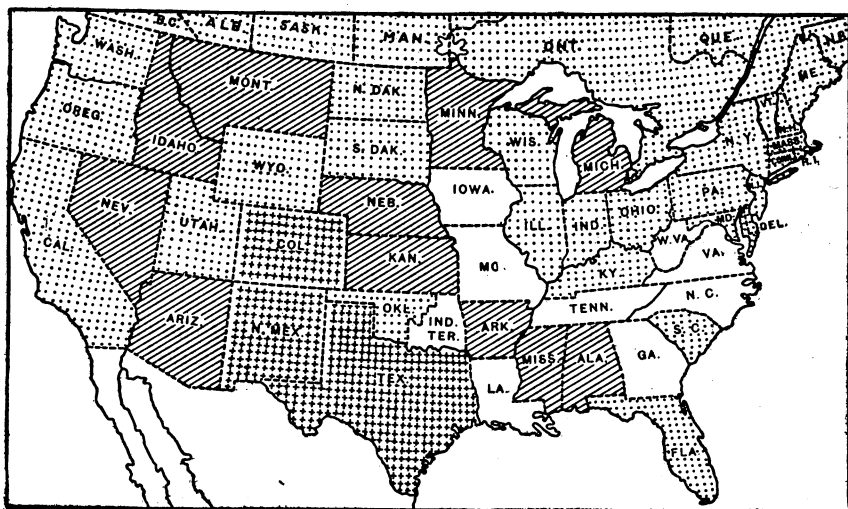 B.C.
ALB.
SASK.
MAN.
ONT.
QUE.
N.B.
WASH.
MONT.
N. DAK.
MINN.
ME.
OREG.
IDAHO.
S. DAK.
WIS.
MICH.
N.Y.
VT.
N.H.
MASS.
CONN.
R.I.
WYO.
NEV.
UTAH.
NEB.
IOWA.
ILL.
IND.
OHIO.
PA.
N.J.
CAL.
COL.
KAN.
MO.
KY.
W.VA.
MD.
DEL.
VA.
ARIZ.
N. MEX.
OKL.
IND.
TER.
ARK.
TENN.
N. C.
S. C.
TEX.
LA.
MISS.
ALA.
GA.
FLA.